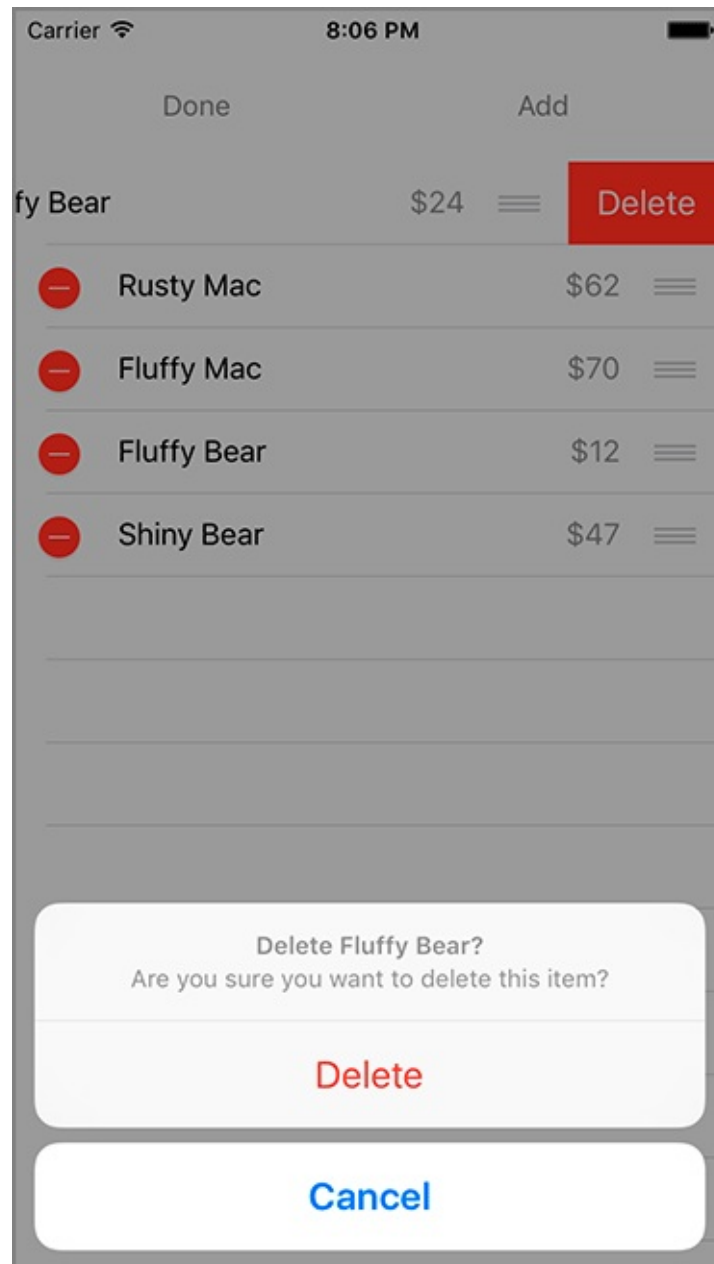 Carrier 8:06 PM
Done Add
fy Bear $24 Delete
Rusty Mac $62
Fluffy Mac $70
Fluffy Bear $12
Shiny Bear $47
Delete Fluffy Bear?
Are you sure you want to delete this item?
Delete
Cancel